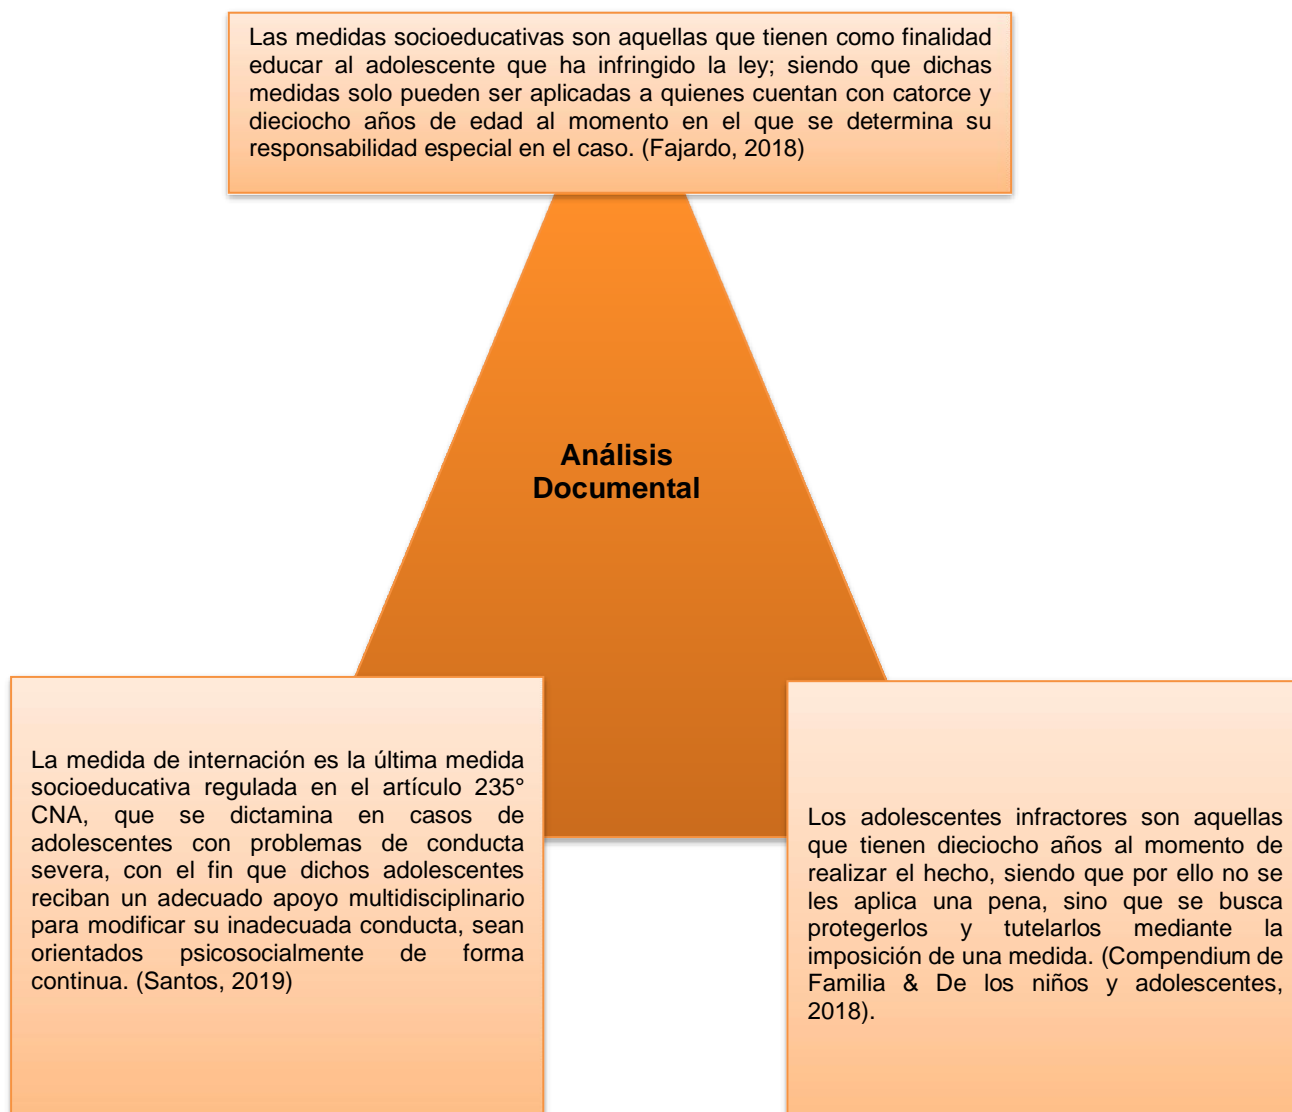 Las medidas socioeducativas son aquellas que tienen como finalidad
educar al adolescente que ha infringido la ley; siendo que dichas
medidas solo pueden ser aplicadas a quienes cuentan con catorce y
dieciocho años de edad al momento en el que se determina su
responsabilidad especial en el caso. (Fajardo, 2018)
Análisis
Documental
La medida de internación es la última medida
socioeducativa regulada en el artículo 235°
CNA, que se dictamina en casos de
adolescentes con problemas de conducta
severa, con el fin que dichos adolescentes
reciban un adecuado apoyo multidisciplinario
para modificar su inadecuada conducta, sean
orientados psicosocialmente de forma
continua. (Santos, 2019)
Los adolescentes infractores son aquellas
que tienen dieciocho años al momento de
realizar el hecho, siendo que por ello no se
les aplica una pena, sino que se busca
protegerlos y tutelarlos mediante la
imposición de una medida. (Compendium de
Familia & De los niños y adolescentes,
2018).